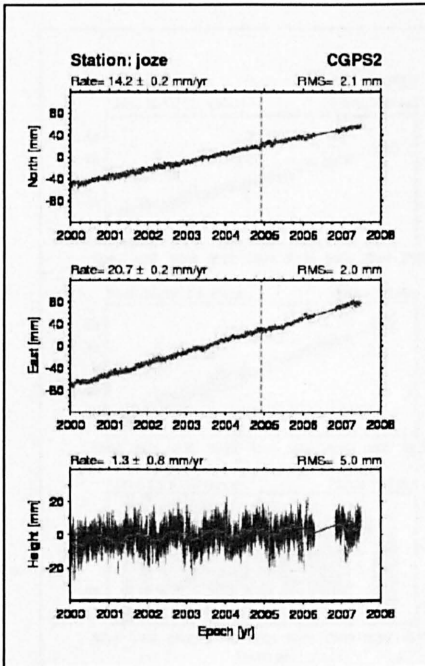 Station: joze CGPS2
Rate= 14.2 ± 0.2 mm/yr RMS= 2.1 mm
North [mm]
80
40
0
-40
-80
2000 2001 2002 2003 2004 2005 2006 2007 2008
Rate= 20.7 ± 0.2 mm/yr RMS= 2.0 mm
East [mm]
80
40
0
-40
-80
2000 2001 2002 2003 2004 2005 2006 2007 2008
Rate= 1.3 ± 0.8 mm/yr RMS= 5.0 mm
Height [mm]
20
0
-20
2000 2001 2002 2003 2004 2005 2006 2007 2008
Epoch [yr]